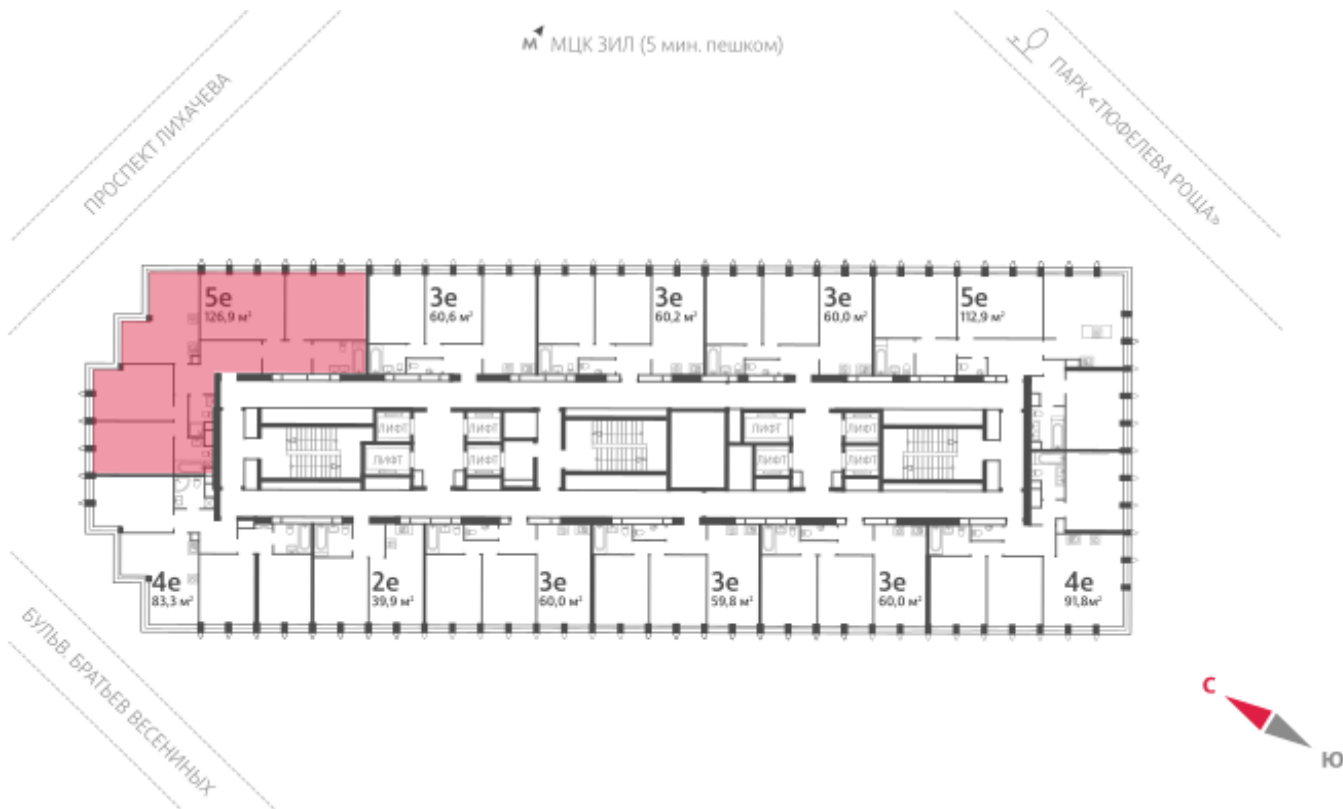 М МЦК ЗИЛ (5 мин. пешком)
ПРОСПЕКТ ЛИХАЧЕВА
ПАРК «ТЮФЕЛЕВА РОЩА»
5е
126,9 м²
3е
60,6 м²
3е
60,2 м²
3е
60,0 м²
5е
112,9 м²
ЛИФТ
ЛИФТ
ЛИФТ
ЛИФТ
ЛИФТ
ЛИФТ
ЛИФТ
ЛИФТ
4е
83,3 м²
2е
39,9 м²
3е
60,0 м²
3е
59,8 м²
3е
60,0 м²
4е
91,8м²
БУЛЬВ. БРАТЬЕВ ВЕСЕНИНЫХ
С
Ю